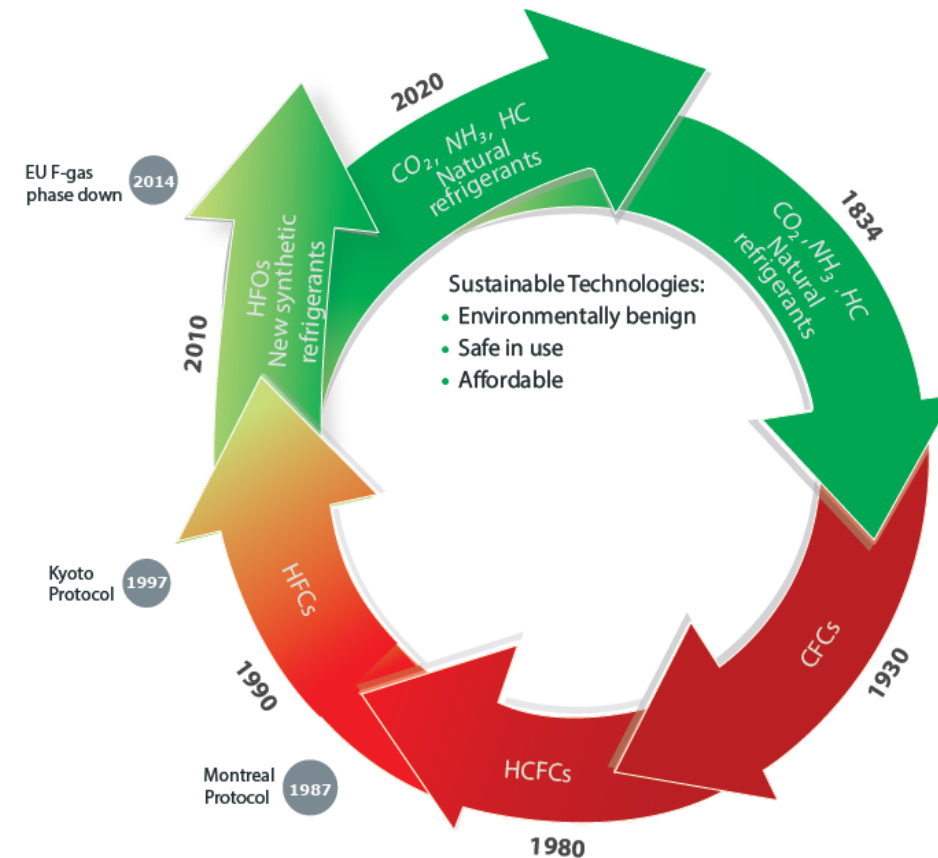 2020
CO₂, NH₃, HC
Natural
refrigerants
1834
CO₂, NH₃, HC
Natural
refrigerants
EU F-gas
phase down
2014
HFOs
New synthetic
refrigerants
2010
Sustainable Technologies:
• Environmentally benign
• Safe in use
• Affordable
Kyoto
Protocol
1997
HFCs
1990
CFCs
1930
Montreal
Protocol
1987
HCFCs
1980